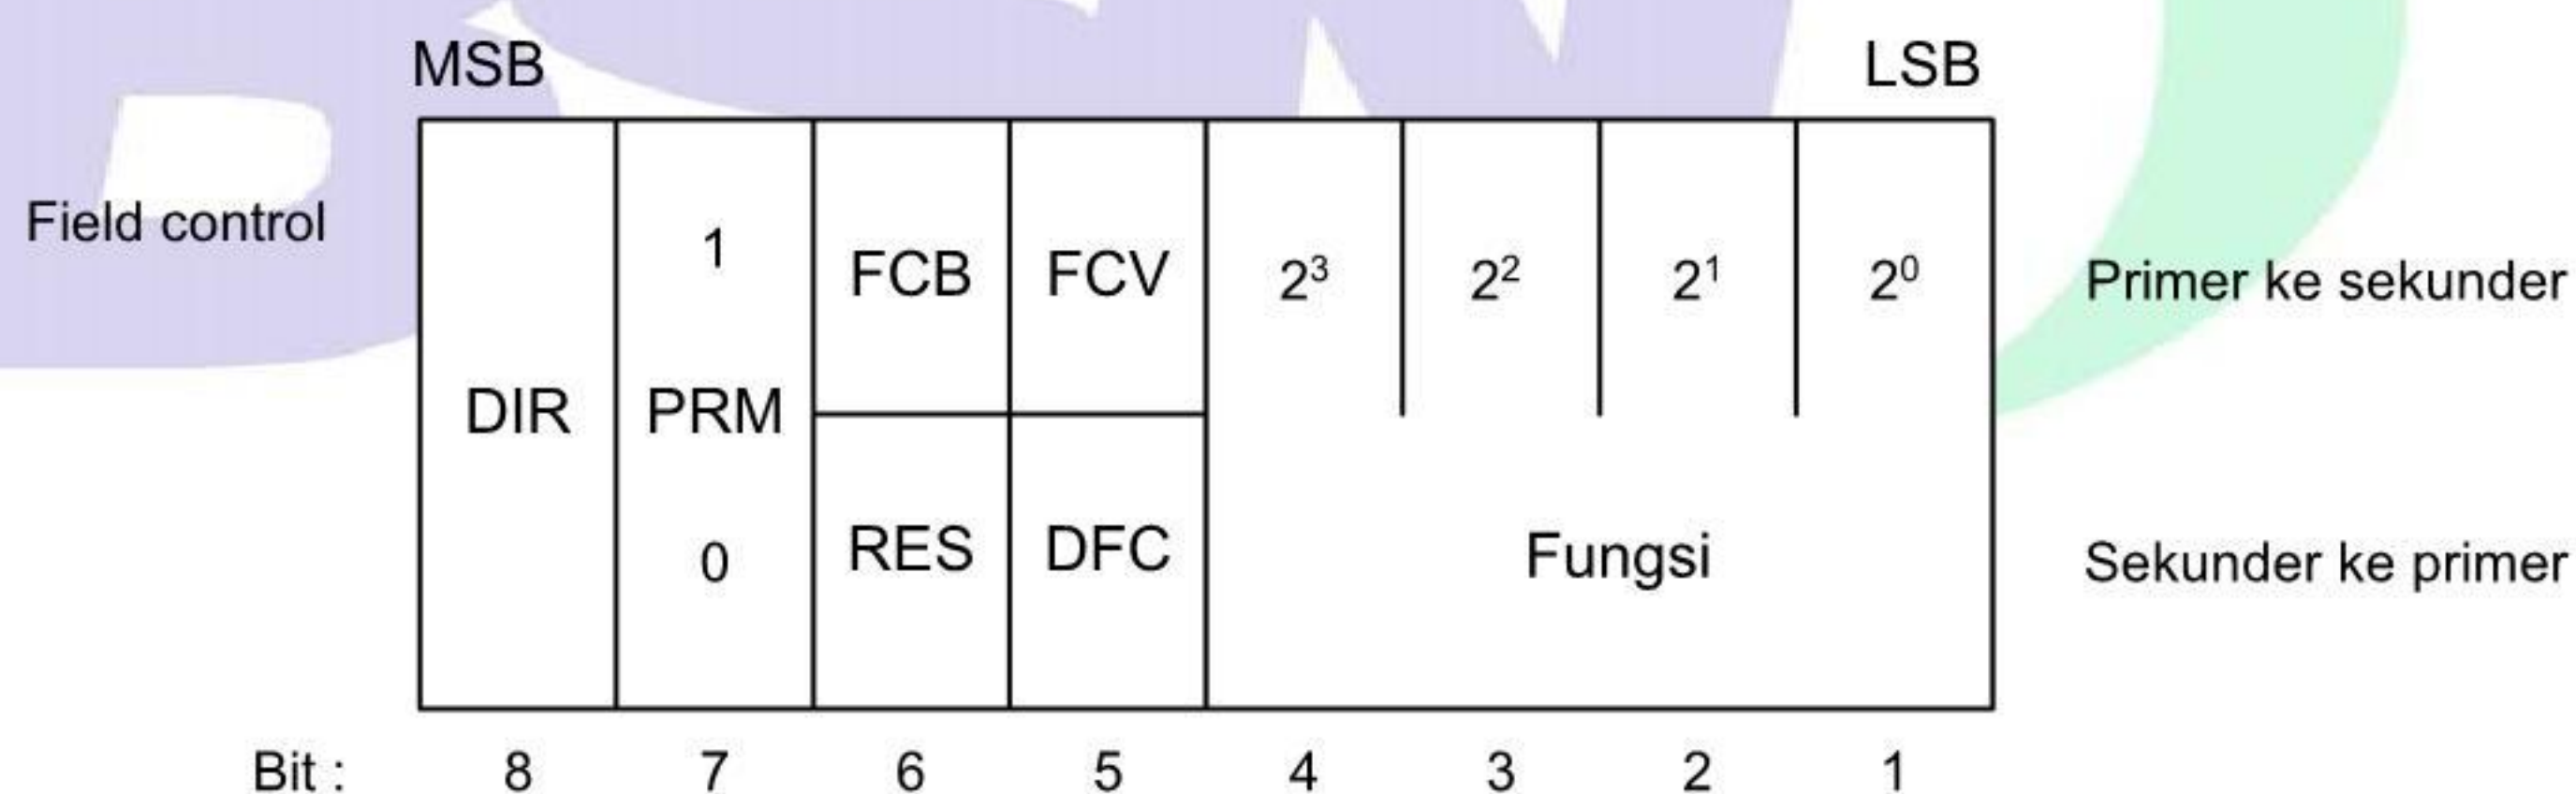 MSB LSB
Field control
1 FCB FCV 2³ 2² 2¹ 2⁰ Primer ke sekunder
DIR PRM
0 RES DFC Fungsi Sekunder ke primer
Bit : 8 7 6 5 4 3 2 1